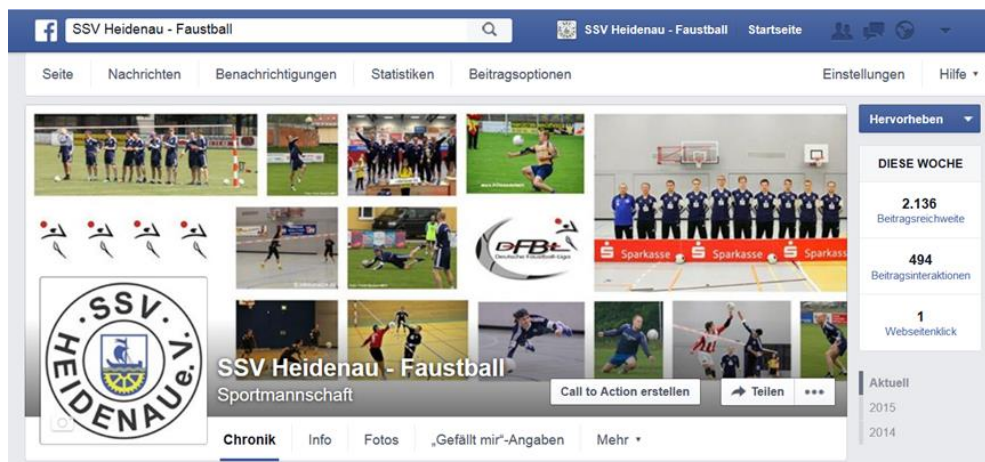 SSV Heidenau - Faustball
SSV Heidenau - Faustball Startseite
Seite Nachrichten Benachrichtigungen Statistiken Beitragsoptionen Einstellungen Hilfe
Hervorheben
DIESE WOCHE
2.136
Beitragsreichweite
494
Beitragsinteraktionen
1
Webseitenklick
Aktuell
2015
2014
DFBL
Deutsche Faustball-Liga
Sparkasse Sparkasse Sparkass
SSV. HEIDENAU e.V.
SSV Heidenau - Faustball
Sportmannschaft
Call to Action erstellen Teilen
Chronik Info Fotos „Gefällt mir"-Angaben Mehr